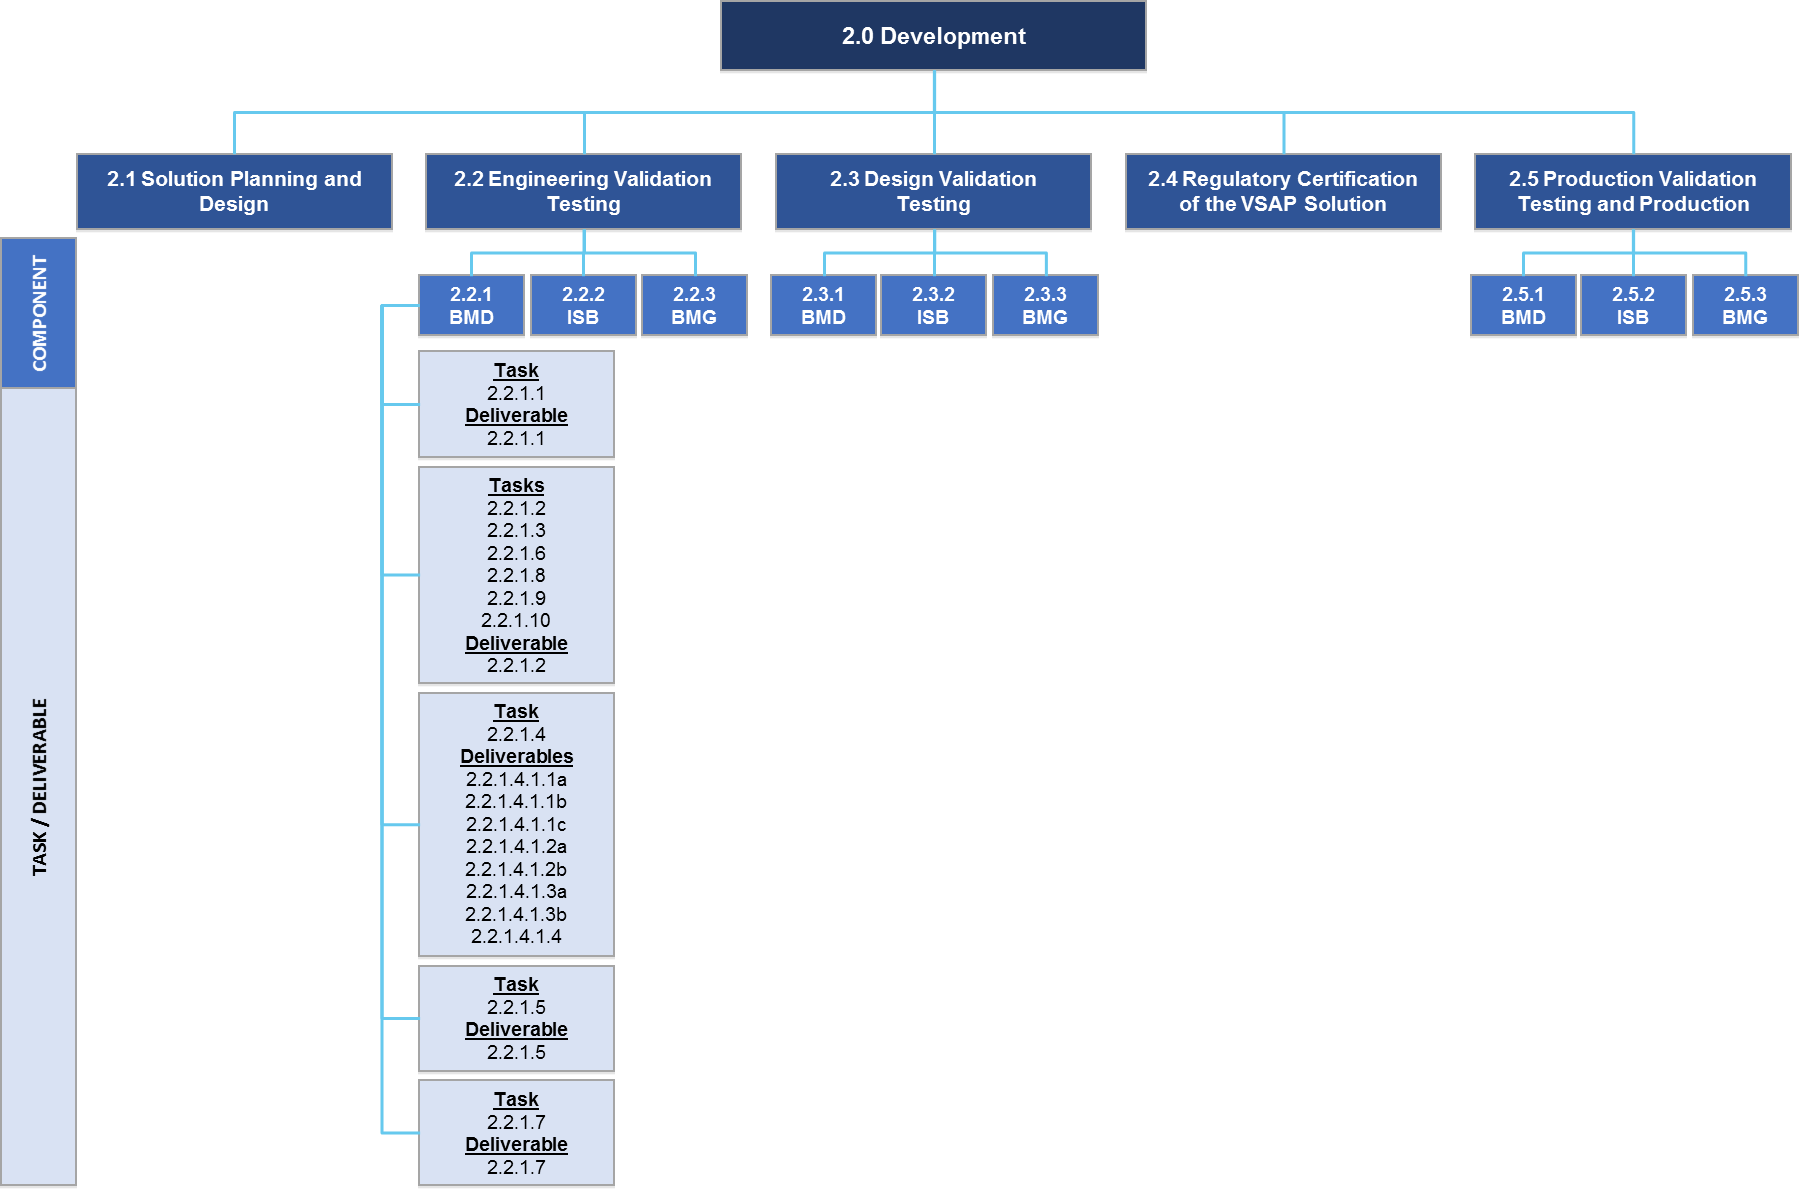 2.0 Development
2.1 Solution Planning and
Design
2.2 Engineering Validation
Testing
2.3 Design Validation
Testing
2.4 Regulatory Certification
of the VSAP Solution
2.5 Production Validation
Testing and Production
COMPONENT
2.2.1
BMD
2.2.2
ISB
2.2.3
BMG
2.3.1
BMD
2.3.2
ISB
2.3.3
BMG
2.5.1
BMD
2.5.2
ISB
2.5.3
BMG
TASK / DELIVERABLE
Task
2.2.1.1
Deliverable
2.2.1.1
Tasks
2.2.1.2
2.2.1.3
2.2.1.6
2.2.1.8
2.2.1.9
2.2.1.10
Deliverable
2.2.1.2
Task
2.2.1.4
Deliverables
2.2.1.4.1.1a
2.2.1.4.1.1b
2.2.1.4.1.1c
2.2.1.4.1.2a
2.2.1.4.1.2b
2.2.1.4.1.3a
2.2.1.4.1.3b
2.2.1.4.1.4
Task
2.2.1.5
Deliverable
2.2.1.5
Task
2.2.1.7
Deliverable
2.2.1.7